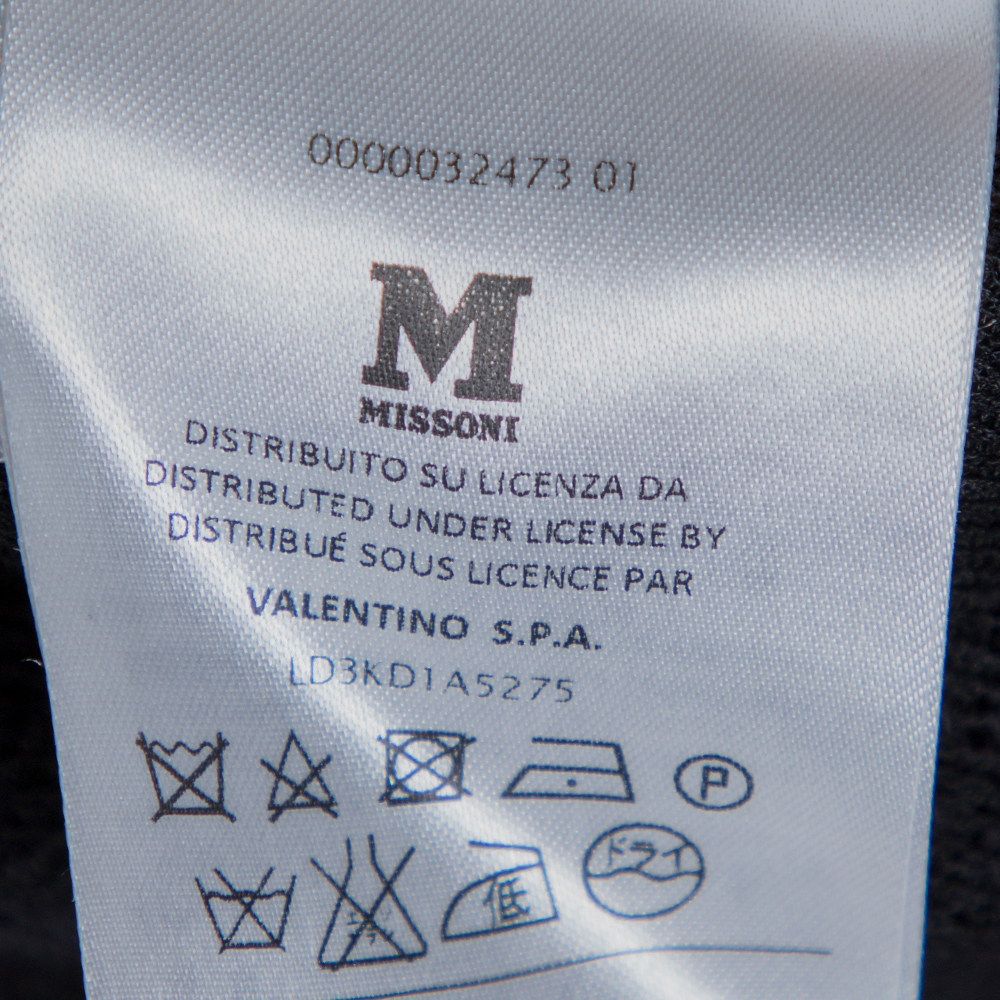 0000032473 01
M
MISSONI
DISTRIBUITO SU LICENZA DA
DISTRIBUTED UNDER LICENSE BY
DISTRIBUÉ SOUS LICENCE PAR
VALENTINO S.P.A.
LD3KD1A5275
P
低 ドライ